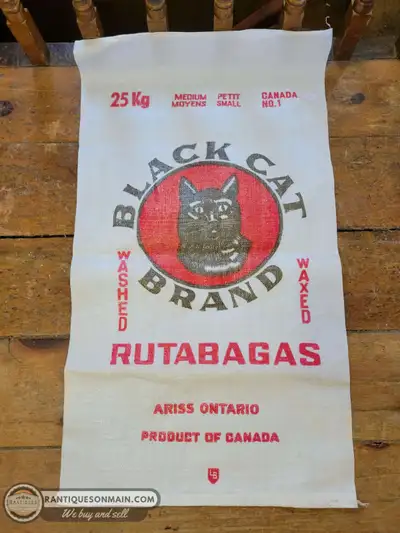 25 Kg MEDIUM PETIT CANADA
MOYENS SMALL NO.1
BLACK CAT
BRAND
WASHED
WAXED
RUTABAGAS
ARISS ONTARIO
PRODUCT OF CANADA
LB
RANTIQUESONMAIN.COM
We buy and sell